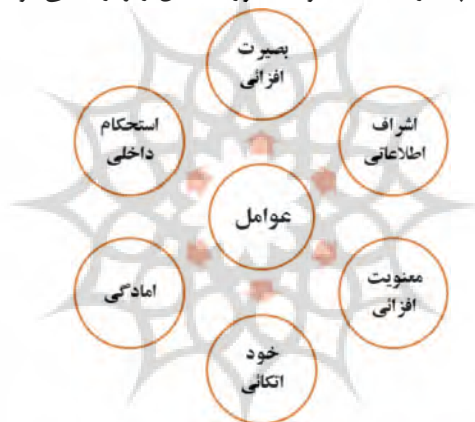 بصیرت
افزائی
اشراف
اطلاعاتی
استحکام
داخلی
عوامل
معنویت
افزائی
امادگی
خود
اتکائی